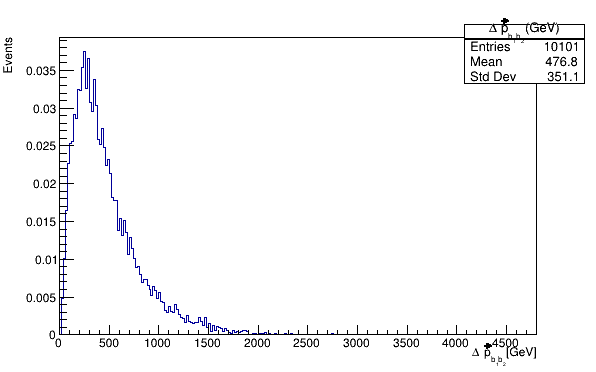 Δ p⃗ b₁b₂ (GeV)
Entries 10101
Mean 476.8
Std Dev 351.1
Events
0.035
0.03
0.025
0.02
0.015
0.01
0.005
0
0 500 1000 1500 2000 2500 3000 3500 4000 4500
Δ p⃗ b₁b₂ [GeV]